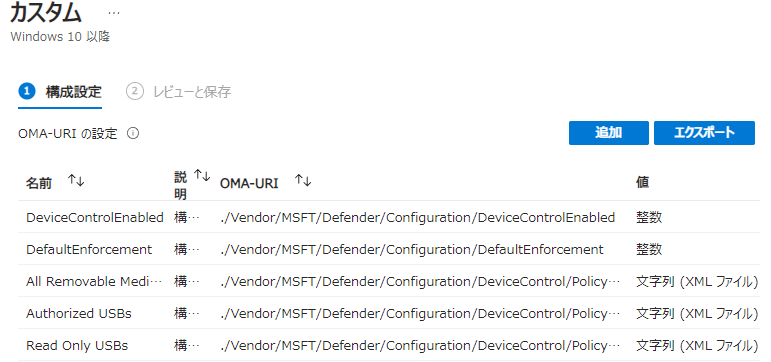 カスタム ...
Windows 10 以降
1 構成設定 2 レビューと保存
OMA-URI の設定
追加 エクスポート
名前 ↑↓ 説明 ↑↓ OMA-URI ↑↓ 値
DeviceControlEnabled 構… ./Vendor/MSFT/Defender/Configuration/DeviceControlEnabled 整数
DefaultEnforcement 構… ./Vendor/MSFT/Defender/Configuration/DefaultEnforcement 整数
All Removable Medi… 構… ./Vendor/MSFT/Defender/Configuration/DeviceControl/Policy… 文字列 (XML ファイル)
Authorized USBs 構… ./Vendor/MSFT/Defender/Configuration/DeviceControl/Policy… 文字列 (XML ファイル)
Read Only USBs 構… ./Vendor/MSFT/Defender/Configuration/DeviceControl/Policy… 文字列 (XML ファイル)